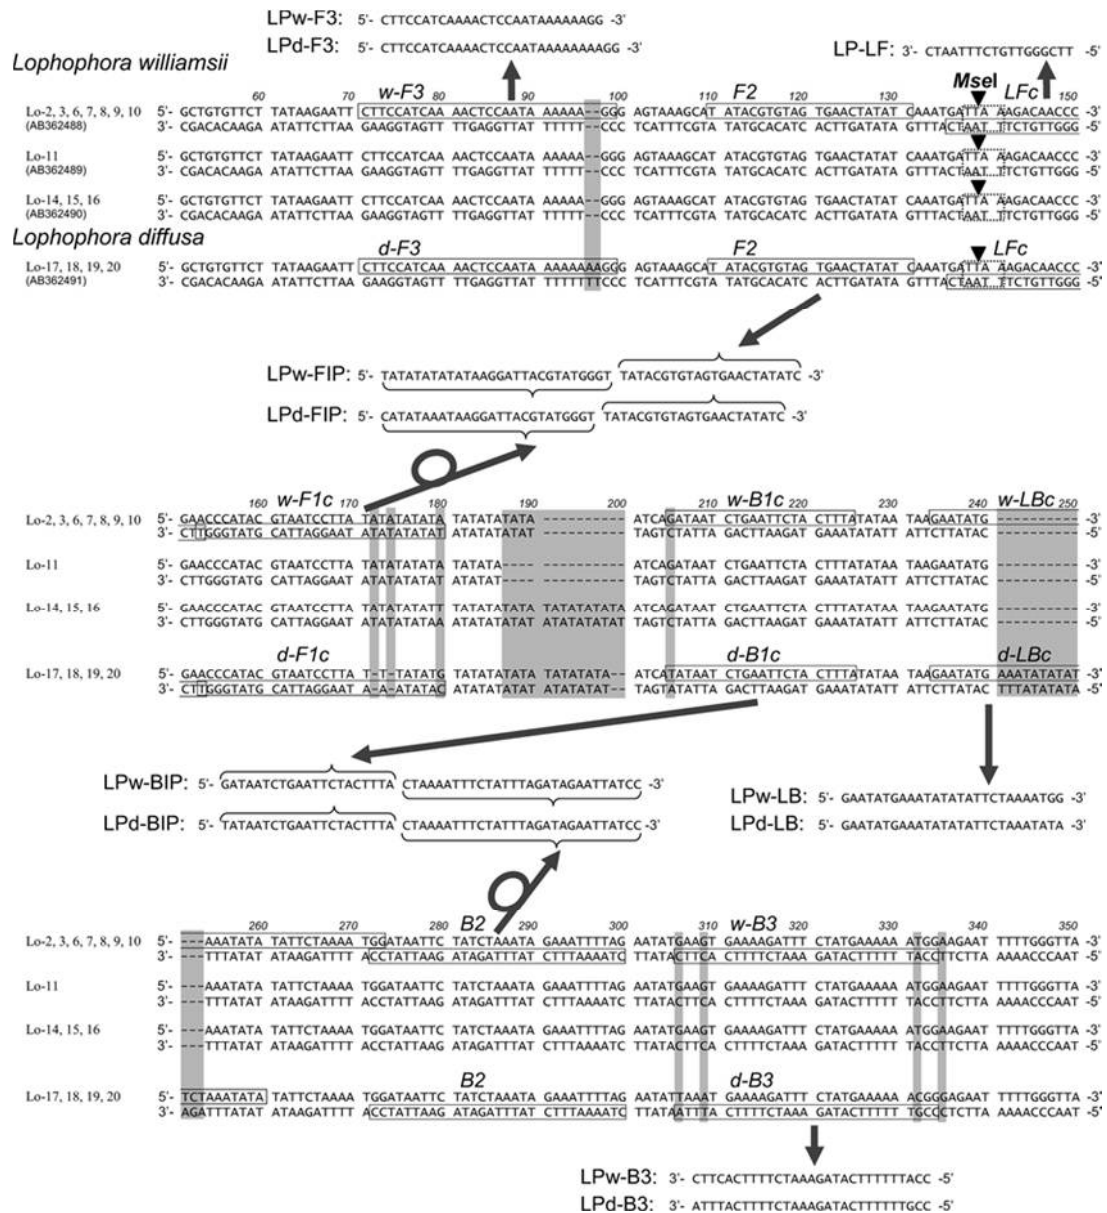 LPw-F3: 5'- CTTCCATCAAAACTCCAATAAAAAAGG -3'
LPd-F3: 5'- CTTCCATCAAAACTCCAATAAAAAAAAGG -3'
LP-LF: 3'- CTAATTTCTGTTGGGCTT -5'
Lophophora williamsii
MseI
60 w-F3 80 90 100 F2 120 130 140 LFc 150
Lo-2, 3, 6, 7, 8, 9, 10 5'- GCTGTGTTCT TATAAGAATT CTTCCATCAA AACTCCAATA AAAAA--GGG AGTAAAGCAT ATACGTGTAG TGAACTATAT CAAATGATTA AAGACAACCC -3'
(AB362488) 3'- CGACACAAGA ATATTCTTAA GAAGGTAGTT TTGAGGTTAT TTTTT--CCC TCATTTCGTA TATGCACATC ACTTGATATA GTTTACTAAT TTCTGTTGGG -5'
Lo-11 5'- GCTGTGTTCT TATAAGAATT CTTCCATCAA AACTCCAATA AAAAA--GGG AGTAAAGCAT ATACGTGTAG TGAACTATAT CAAATGATTA AAGACAACCC -3'
(AB362489) 3'- CGACACAAGA ATATTCTTAA GAAGGTAGTT TTGAGGTTAT TTTTT--CCC TCATTTCGTA TATGCACATC ACTTGATATA GTTTACTAAT TTCTGTTGGG -5'
Lo-14, 15, 16 5'- GCTGTGTTCT TATAAGAATT CTTCCATCAA AACTCCAATA AAAAA--GGG AGTAAAGCAT ATACGTGTAG TGAACTATAT CAAATGATTA AAGACAACCC -3'
(AB362490) 3'- CGACACAAGA ATATTCTTAA GAAGGTAGTT TTGAGGTTAT TTTTT--CCC TCATTTCGTA TATGCACATC ACTTGATATA GTTTACTAAT TTCTGTTGGG -5'
Lophophora diffusa
d-F3 F2 LFc
Lo-17, 18, 19, 20 5'- GCTGTGTTCT TATAAGAATT CTTCCATCAA AACTCCAATA AAAAAAAGGG AGTAAAGCAT ATACGTGTAG TGAACTATAT CAAATGATTA AAGACAACCC -3'
(AB362491) 3'- CGACACAAGA ATATTCTTAA GAAGGTAGTT TTGAGGTTAT TTTTTTTCCC TCATTTCGTA TATGCACATC ACTTGATATA GTTTACTAAT TTCTGTTGGG -5'
LPw-FIP: 5'- TATATATATATAAGGATTACGTATGGGT TATACGTGTAGTGAACTATATC -3'
LPd-FIP: 5'- CATATAAATAAGGATTACGTATGGGT TATACGTGTAGTGAACTATATC -3'
160 w-F1c 170 180 190 200 210 w-B1c 220 230 240 w-LBc 250
Lo-2, 3, 6, 7, 8, 9, 10 5'- GAACCCATAC GTAATCCTTA TATATATATA TATATATATA ---------- ATCAGATAAT CTGAATTCTA CTTTATATAA TAAGAATATG --------- -3'
3'- CTTGGGTATG CATTAGGAAT ATATATATAT ATATATATAT ---------- TAGTCTATTA GACTTAAGAT GAAATATATT ATTCTTATAC --------- -5'
Lo-11 5'- GAACCCATAC GTAATCCTTA TATATATATA TATATA---- ---------- ATCAGATAAT CTGAATTCTA CTTTATATAA TAAGAATATG --------- -3'
3'- CTTGGGTATG CATTAGGAAT ATATATATAT ATATAT---- ---------- TAGTCTATTA GACTTAAGAT GAAATATATT ATTCTTATAC --------- -5'
Lo-14, 15, 16 5'- GAACCCATAC GTAATCCTTA TATATATATT TATATATATA TATATATATA ATCAGATAAT CTGAATTCTA CTTTATATAA TAAGAATATG --------- -3'
3'- CTTGGGTATG CATTAGGAAT ATATATATAA ATATATATAT ATATATATAT TAGTCTATTA GACTTAAGAT GAAATATATT ATTCTTATAC --------- -5'
d-F1c d-B1c d-LBc
Lo-17, 18, 19, 20 5'- GAACCCATAC GTAATCCTTA TT-T-TATATG TATATATATA TATATATA-- ATCATATAAT CTGAATTCTA CTTTATATAA TAAGAATATG AAATATATAT -3'
3'- CTTGGGTATG CATTAGGAAT A-A-ATATAC ATATATATAT ATATATAT-- TAGTATATTA GACTTAAGAT GAAATATATT ATTCTTATAC TTTATATATA -5'
LPw-BIP: 5'- GATAATCTGAATTCTACTTTA CTAAAATTTCTATTTAGATAGAATTATCC -3'
LPd-BIP: 5'- TATAATCTGAATTCTACTTTA CTAAAATTTCTATTTAGATAGAATTATCC -3'
LPw-LB: 5'- GAATATGAAATATATATTCTAAAATGG -3'
LPd-LB: 5'- GAATATGAAATATATATTCTAAATATA -3'
260 270 280 B2 290 300 310 w-B3 320 330 340 350
Lo-2, 3, 6, 7, 8, 9, 10 5'- ---AAATATA TATTCTAAAA TGGATAATTC TATCTAAATA GAAATTTTAG AATATGAAGT GAAAAGATTT CTATGAAAAA ATGGAAGAAT TTTTGGGTTA -3'
3'- ---TTTATAT ATAAGATTTT ACCTATTAAG ATAGATTTAT CTTTAAAATC TTATACTTCA CTTTTCTAAA GATACTTTTT TACCTTCTTA AAAACCCAAT -5'
Lo-11 5'- ---AAATATA TATTCTAAAA TGGATAATTC TATCTAAATA GAAATTTTAG AATATGAAGT GAAAAGATTT CTATGAAAAA ATGGAAGAAT TTTTGGGTTA -3'
3'- ---TTTATAT ATAAGATTTT ACCTATTAAG ATAGATTTAT CTTTAAAATC TTATACTTCA CTTTTCTAAA GATACTTTTT TACCTTCTTA AAAACCCAAT -5'
Lo-14, 15, 16 5'- ---AAATATA TATTCTAAAA TGGATAATTC TATCTAAATA GAAATTTTAG AATATGAAGT GAAAAGATTT CTATGAAAAA ATGGAAGAAT TTTTGGGTTA -3'
3'- ---TTTATAT ATAAGATTTT ACCTATTAAG ATAGATTTAT CTTTAAAATC TTATACTTCA CTTTTCTAAA GATACTTTTT TACCTTCTTA AAAACCCAAT -5'
B2 d-B3
Lo-17, 18, 19, 20 5'- TCTAAATATA TATTCTAAAA TGGATAATTC TATCTAAATA GAAATTTTAG AATATTAAAT GAAAAGATTT CTATGAAAAA ACGGGAGAAT TTTTGGGTTA -3'
3'- AGATTTATAT ATAAGATTTT ACCTATTAAG ATAGATTTAT CTTTAAAATC TTATAATTTA CTTTTCTAAA GATACTTTTT TGCCCTCTTA AAAACCCAAT -5'
LPw-B3: 3'- CTTCACTTTTCTAAAGATACTTTTTTACC -5'
LPd-B3: 3'- ATTTACTTTTCTAAAGATACTTTTTTGCC -5'